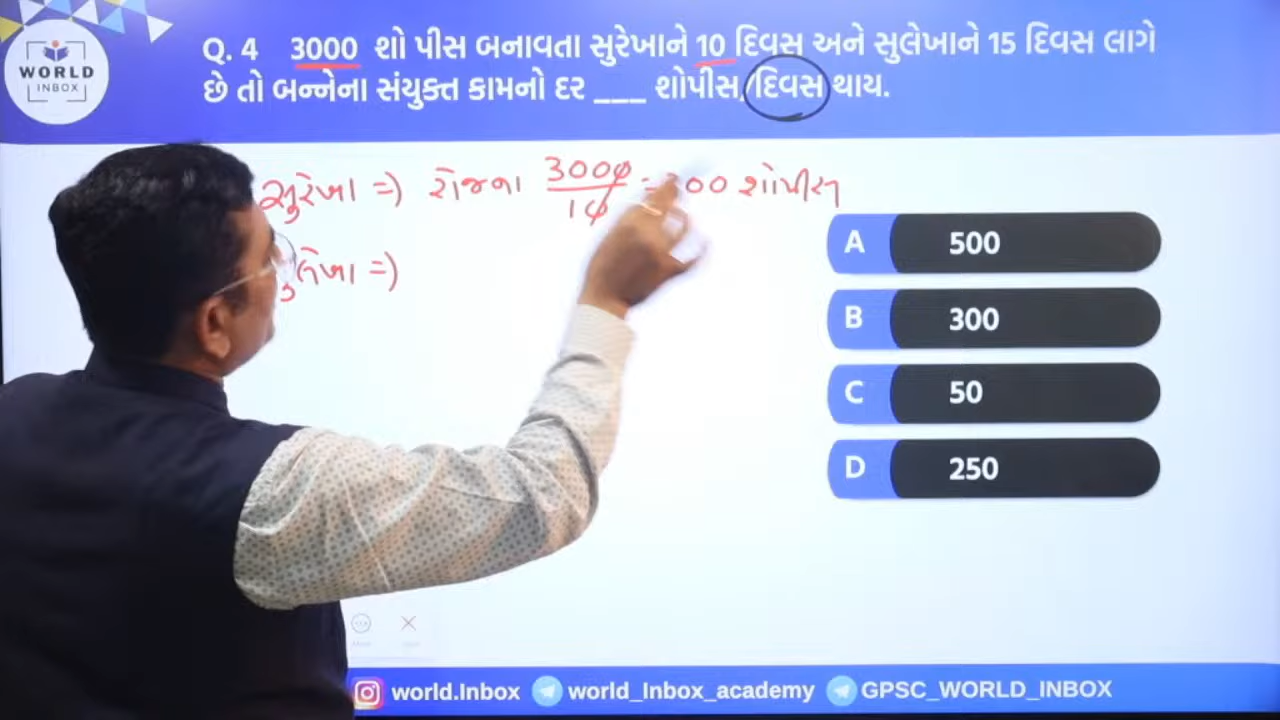 WORLD
INBOX
Q. 4 3000 શો પીસ બનાવતા સુરેખાને 10 દિવસ અને સુલેખાને 15 દિવસ લાગે
છે તો બન્નેના સંયુક્ત કામનો દર ___ શોપીસ/દિવસ થાય.
સુરેખા => રોજના 3000/10 = 300 શોપીસ
A 500
B 300
C 50
D 250
world.Inbox world_Inbox_academy GPSC_WORLD_INBOX